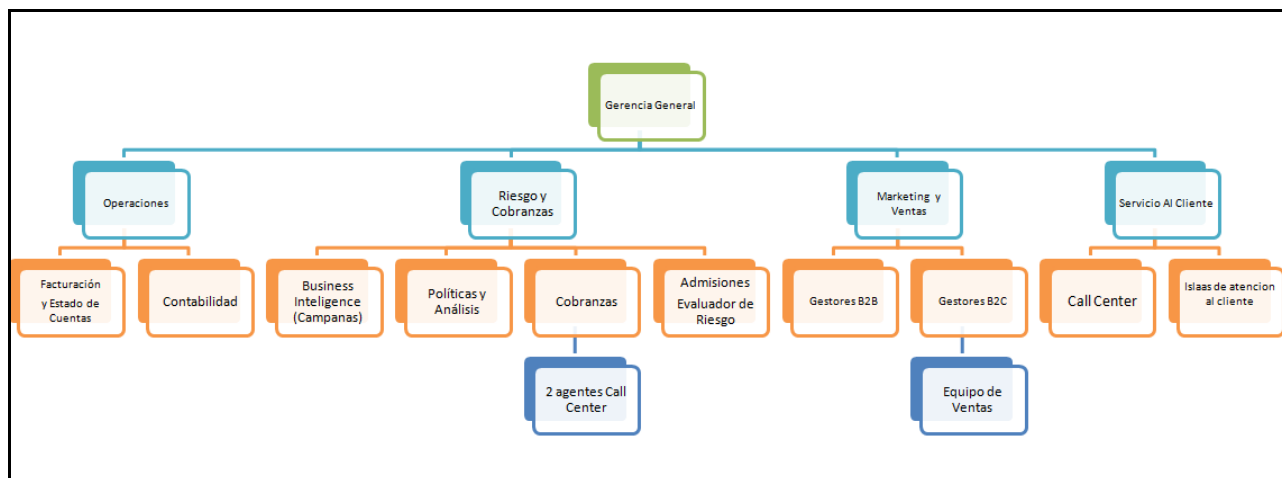 Gerencia General
Operaciones
Riesgo y
Cobranzas
Marketing y
Ventas
Servicio Al Cliente
Facturación
y Estado de
Cuentas
Contabilidad
Business
Inteligence
(Campanas)
Políticas y
Análisis
Cobranzas
Admisiones
Evaluador de
Riesgo
Gestores B2B
Gestores B2C
Call Center
Islaas de atencion
al cliente
2 agentes Call
Center
Equipo de
Ventas